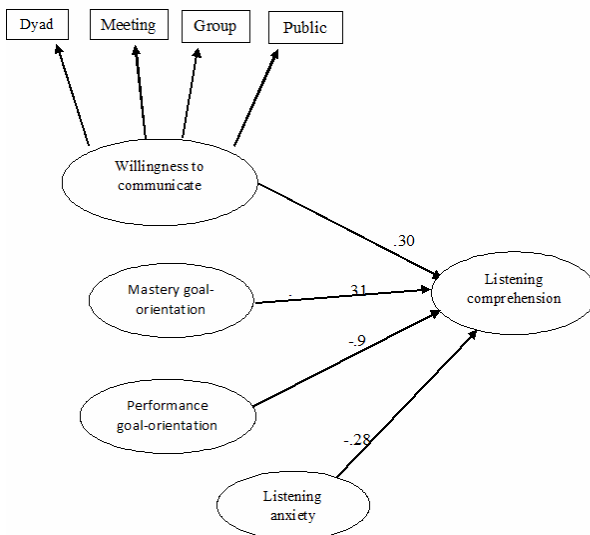 Dyad
Meeting
Group
Public
Willingness to
communicate
.30
Mastery goal-
orientation
. 31
Listening
comprehension
-.9
Performance
goal-orientation
-.28
Listening
anxiety